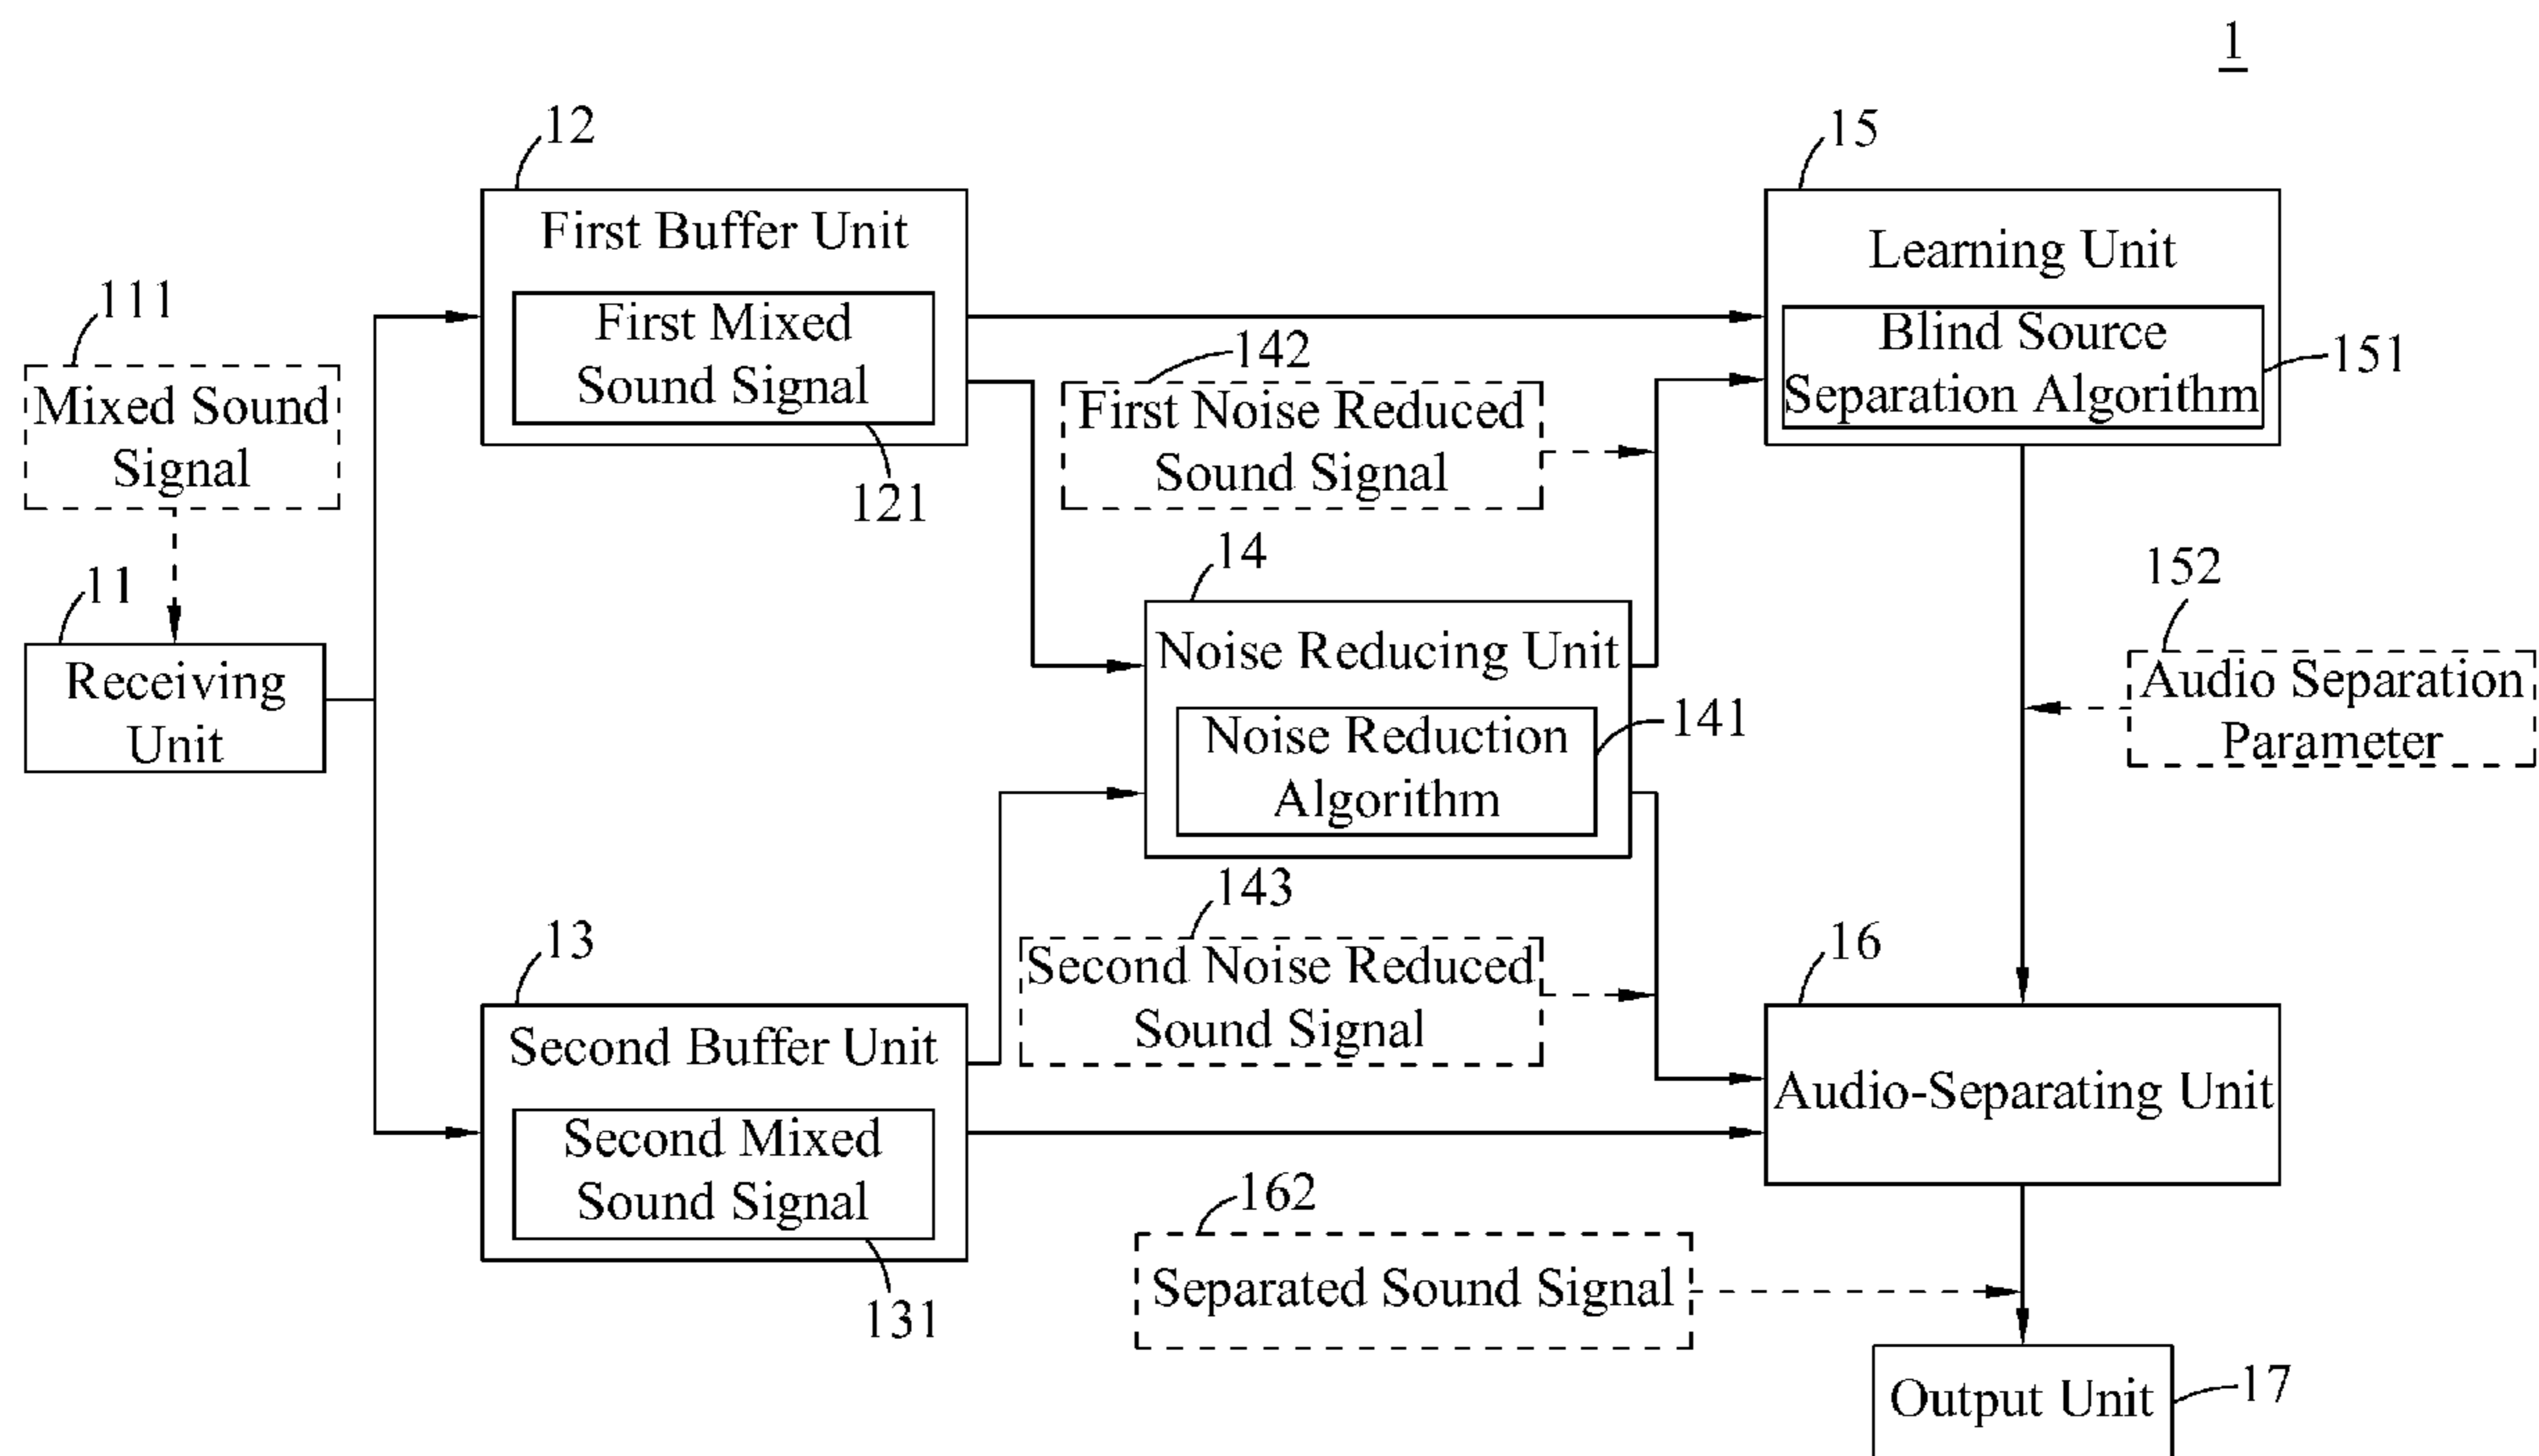 1
12
First Buffer Unit
First Mixed
Sound Signal
121
111
Mixed Sound
Signal
11
Receiving
Unit
142
First Noise Reduced
Sound Signal
15
Learning Unit
Blind Source
Separation Algorithm
151
14
Noise Reducing Unit
Noise Reduction
Algorithm
141
152
Audio Separation
Parameter
143
Second Noise Reduced
Sound Signal
13
Second Buffer Unit
Second Mixed
Sound Signal
131
16
Audio-Separating Unit
162
Separated Sound Signal
Output Unit
17